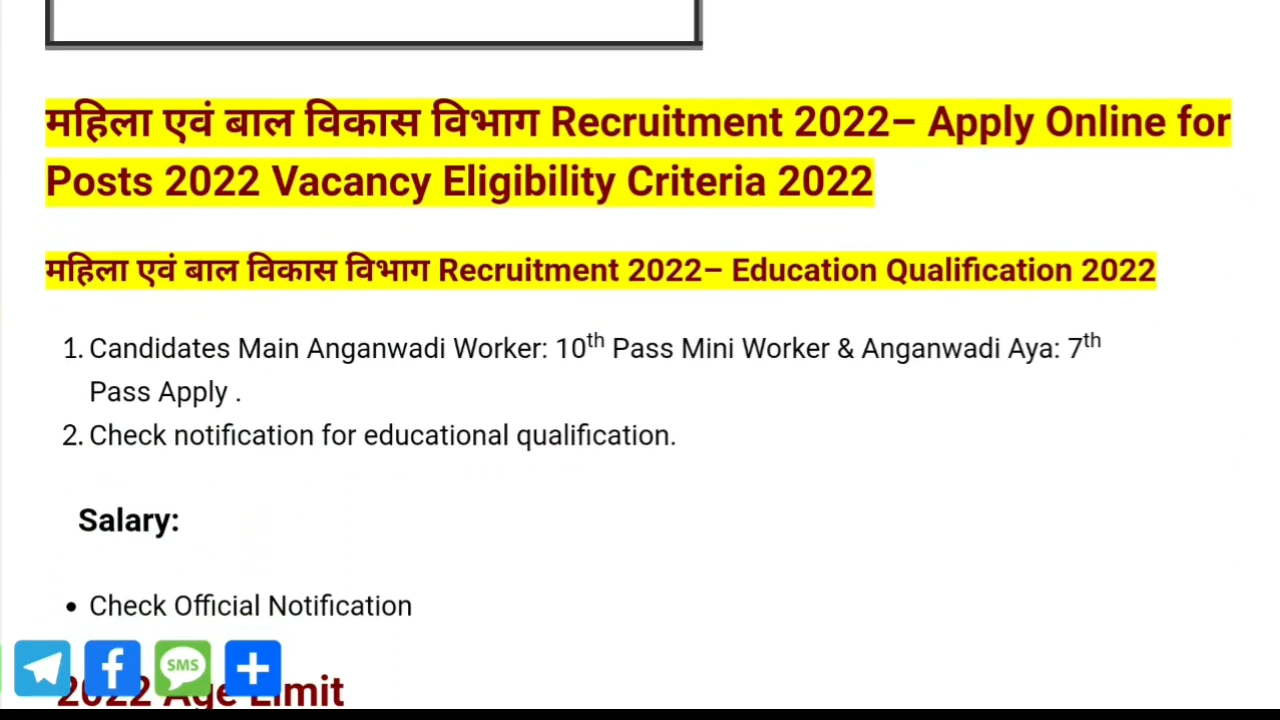 महिला एवं बाल विकास विभाग Recruitment 2022– Apply Online for
Posts 2022 Vacancy Eligibility Criteria 2022
महिला एवं बाल विकास विभाग Recruitment 2022– Education Qualification 2022
1. Candidates Main Anganwadi Worker: 10th Pass Mini Worker & Anganwadi Aya: 7th
Pass Apply .
2. Check notification for educational qualification.
Salary:
• Check Official Notification
SMS
2022 Age Limit